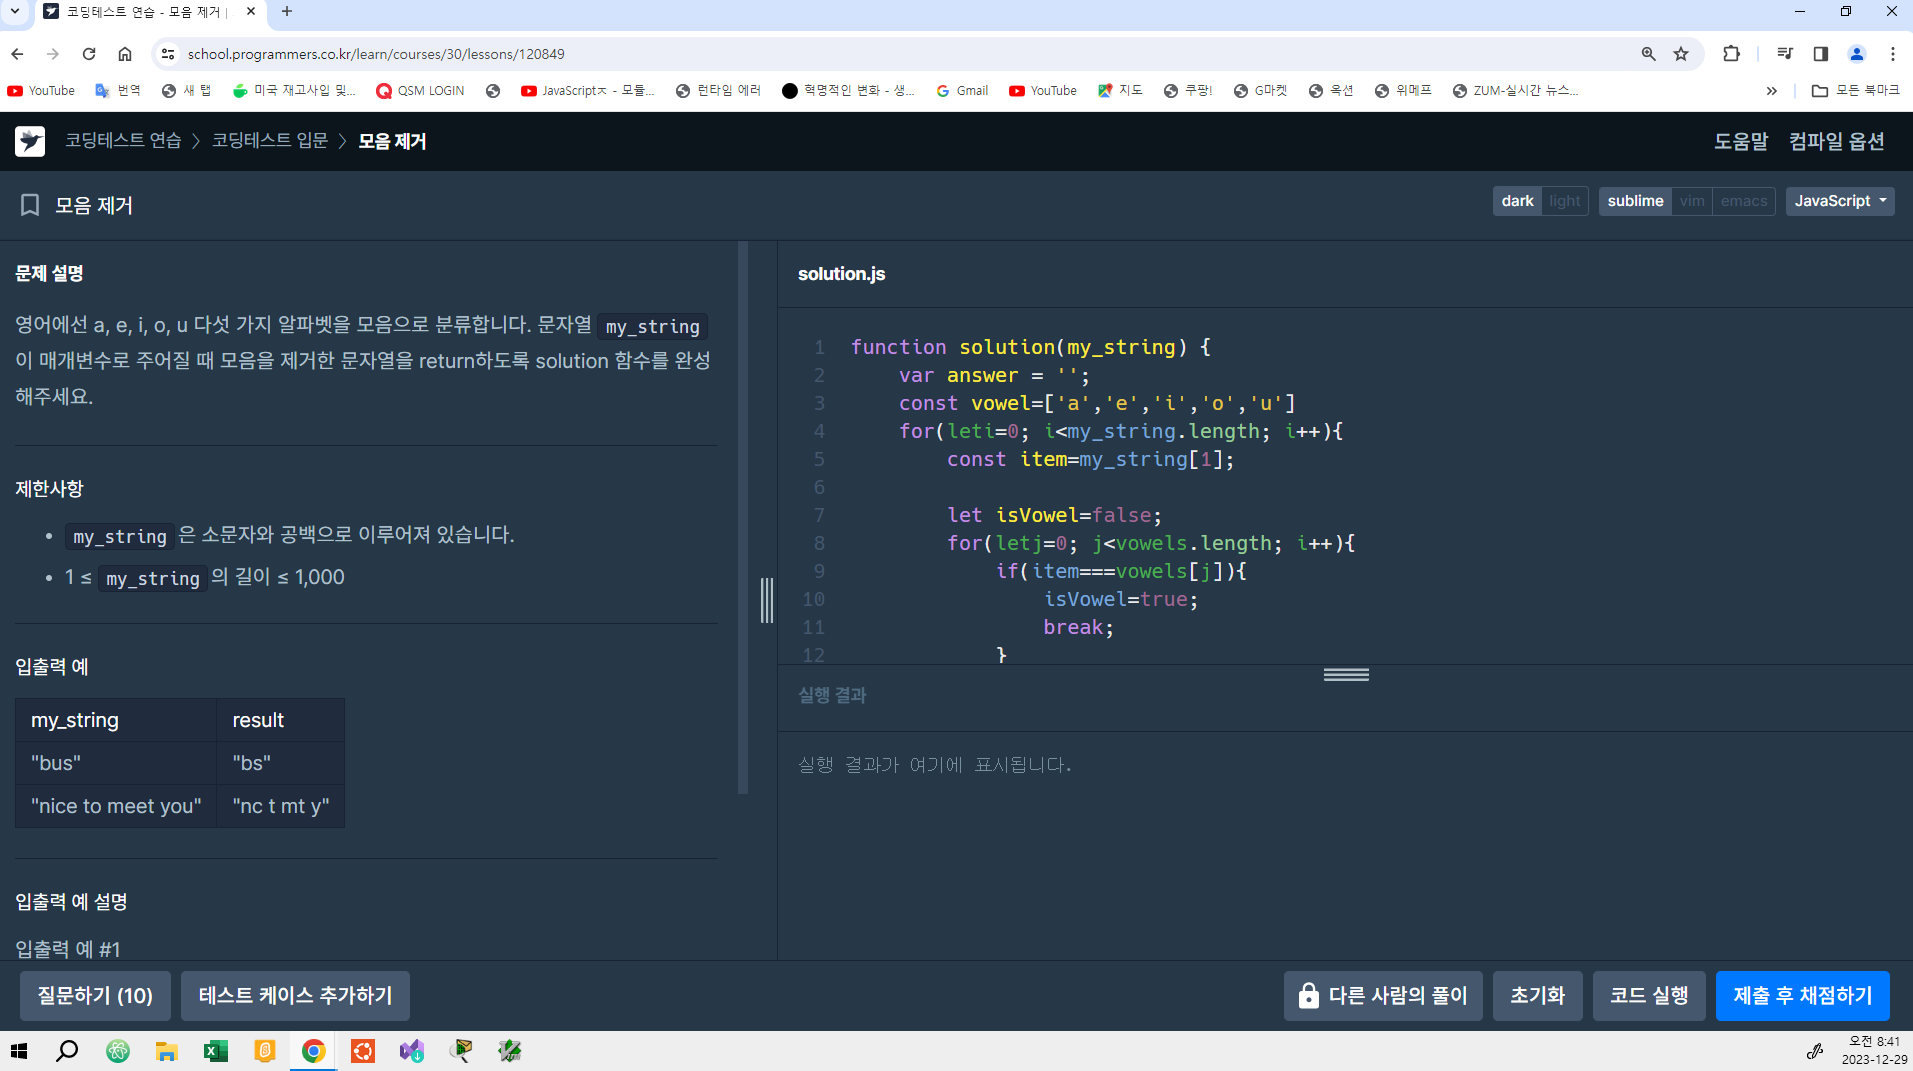 코딩테스트 연습 - 모음 제거 |
school.programmers.co.kr/learn/courses/30/lessons/120849
YouTube 번역 새 탭 미국 재고사입 및... QSM LOGIN JavaScriptㅈ - 모듈... 런타임 에러 혁명적인 변화 - 생... Gmail YouTube 지도 쿠팡! G마켓 옥션 위메프 ZUM-실시간 뉴스... » 모든 북마크
코딩테스트 연습 > 코딩테스트 입문 > 모음 제거
도움말 컴파일 옵션
모음 제거
dark light sublime vim emacs JavaScript
문제 설명
영어에선 a, e, i, o, u 다섯 가지 알파벳을 모음으로 분류합니다. 문자열 my_string
이 매개변수로 주어질 때 모음을 제거한 문자열을 return하도록 solution 함수를 완성
해주세요.
제한사항
• my_string 은 소문자와 공백으로 이루어져 있습니다.
• 1 ≤ my_string 의 길이 ≤ 1,000
입출력 예
my_string result
"bus" "bs"
"nice to meet you" "nc t mt y"
입출력 예 설명
입출력 예 #1
solution.js
1 function solution(my_string) {
2 var answer = '';
3 const vowel=['a','e','i','o','u']
4 for(leti=0; i<my_string.length; i++){
5 const item=my_string[1];
6
7 let isVowel=false;
8 for(letj=0; j<vowels.length; i++){
9 if(item===vowels[j]){
10 isVowel=true;
11 break;
12 }
실행 결과
실행 결과가 여기에 표시됩니다.
질문하기 (10) 테스트 케이스 추가하기 다른 사람의 풀이 초기화 코드 실행 제출 후 채점하기
오전 8:41
2023-12-29